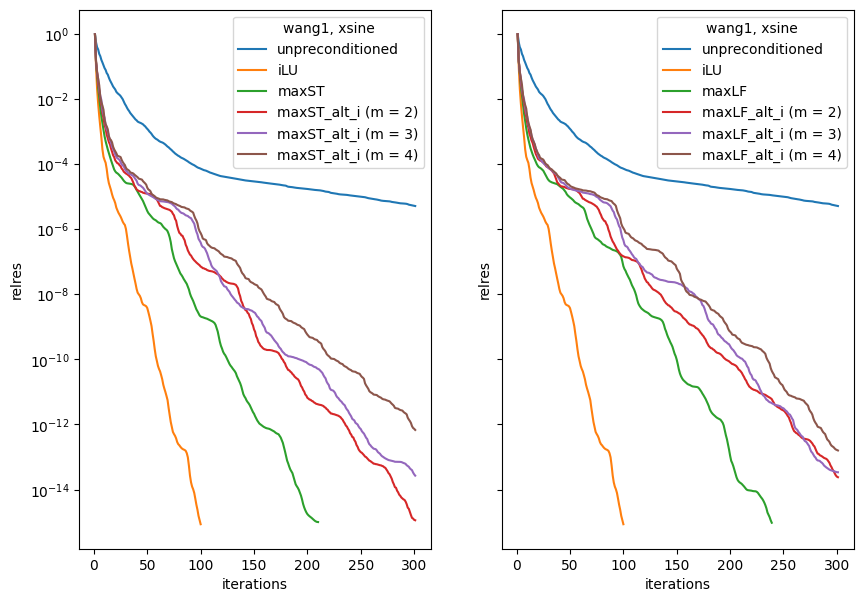 wang1, xsine
unpreconditioned
iLU
maxST
maxST_alt_i (m = 2)
maxST_alt_i (m = 3)
maxST_alt_i (m = 4)
10⁰
10⁻²
10⁻⁴
10⁻⁶
10⁻⁸
10⁻¹⁰
10⁻¹²
10⁻¹⁴
relres
0 50 100 150 200 250 300
iterations
wang1, xsine
unpreconditioned
iLU
maxLF
maxLF_alt_i (m = 2)
maxLF_alt_i (m = 3)
maxLF_alt_i (m = 4)
relres
0 50 100 150 200 250 300
iterations